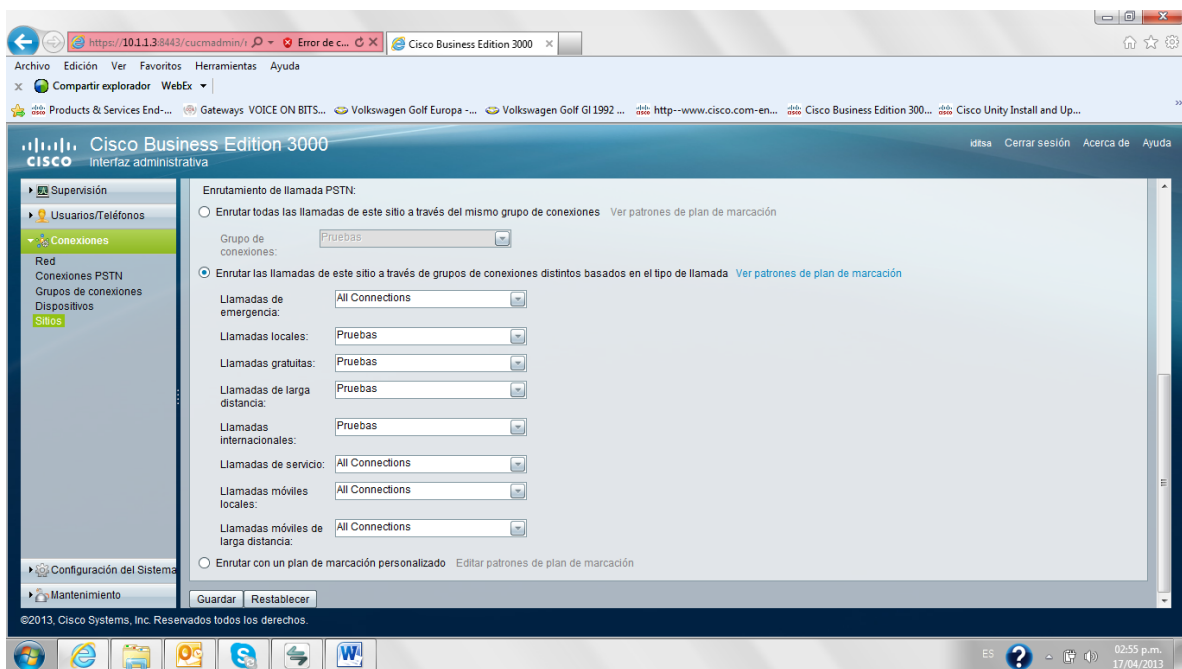 https://10.1.1.3:8443/cucmadmin/
Error de c...
Cisco Business Edition 3000
Archivo Edición Ver Favoritos Herramientas Ayuda
x Compartir explorador WebEx
Products & Services End-...
Gateways VOICE ON BITS...
Volkswagen Golf Europa -...
Volkswagen Golf Gl 1992 ...
http--www.cisco.com-en...
Cisco Business Edition 300...
Cisco Unity Install and Up...
CISCO
Cisco Business Edition 3000
Interfaz administrativa
iditsa Cerrar sesión Acerca de Ayuda
Supervisión
Usuarios/Teléfonos
Conexiones
Red
Conexiones PSTN
Grupos de conexiones
Dispositivos
Sitios
Configuración del Sistema
Mantenimiento
Enrutamiento de llamada PSTN:
Enrutar todas las llamadas de este sitio a través del mismo grupo de conexiones Ver patrones de plan de marcación
Grupo de
conexiones:
Pruebas
Enrutar las llamadas de este sitio a través de grupos de conexiones distintos basados en el tipo de llamada Ver patrones de plan de marcación
Llamadas de
emergencia:
All Connections
Llamadas locales: Pruebas
Llamadas gratuitas: Pruebas
Llamadas de larga
distancia:
Pruebas
Llamadas
internacionales:
Pruebas
Llamadas de servicio: All Connections
Llamadas móviles
locales:
All Connections
Llamadas móviles de
larga distancia:
All Connections
Enrutar con un plan de marcación personalizado Editar patrones de plan de marcación
Guardar Restablecer
©2013, Cisco Systems, Inc. Reservados todos los derechos.
ES
02:55 p.m.
17/04/2013